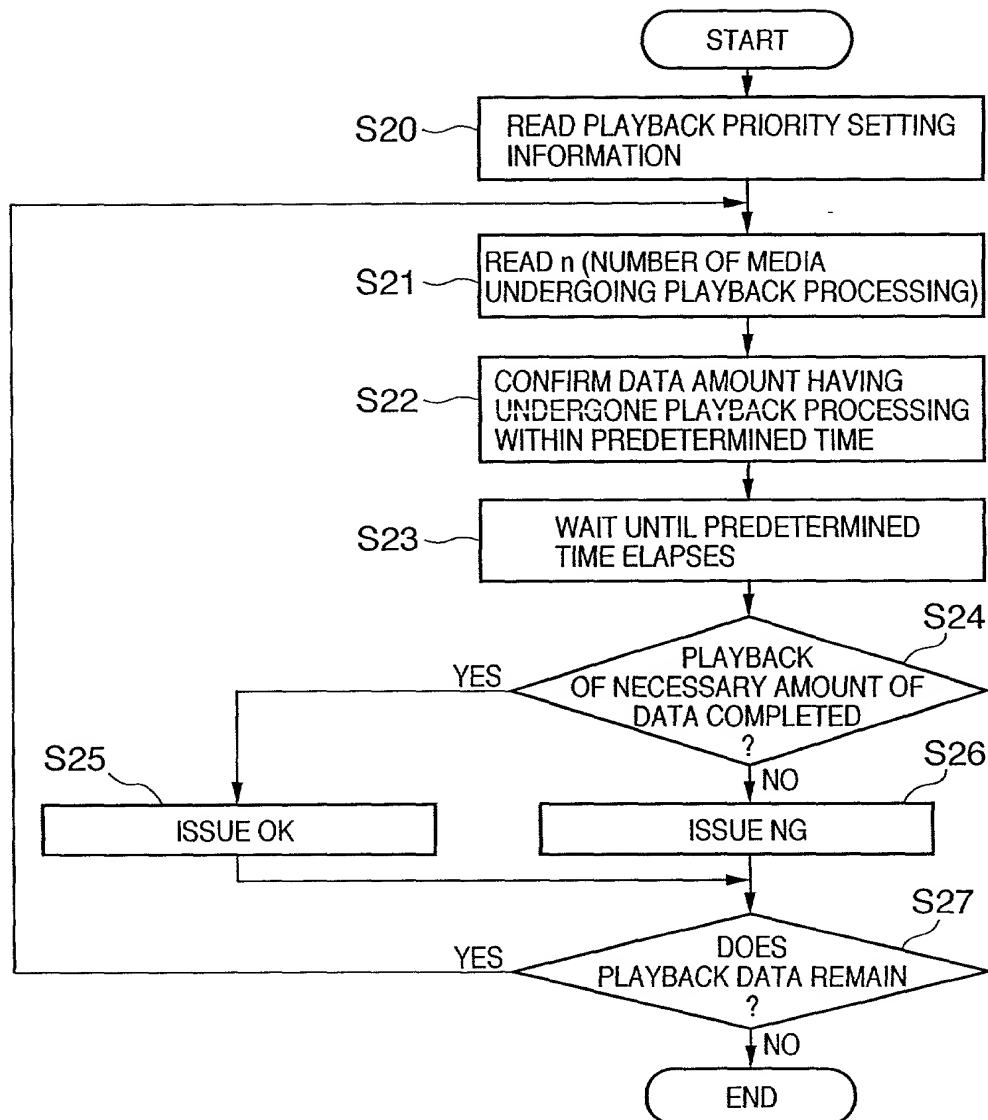 START
S20
READ PLAYBACK PRIORITY SETTING
INFORMATION
S21
READ n (NUMBER OF MEDIA
UNDERGOING PLAYBACK PROCESSING)
S22
CONFIRM DATA AMOUNT HAVING
UNDERGONE PLAYBACK PROCESSING
WITHIN PREDETERMINED TIME
S23
WAIT UNTIL PREDETERMINED
TIME ELAPSES
S24
YES
PLAYBACK
OF NECESSARY AMOUNT OF
DATA COMPLETED
?
NO
S25
ISSUE OK
S26
ISSUE NG
S27
YES
DOES
PLAYBACK DATA REMAIN
?
NO
END